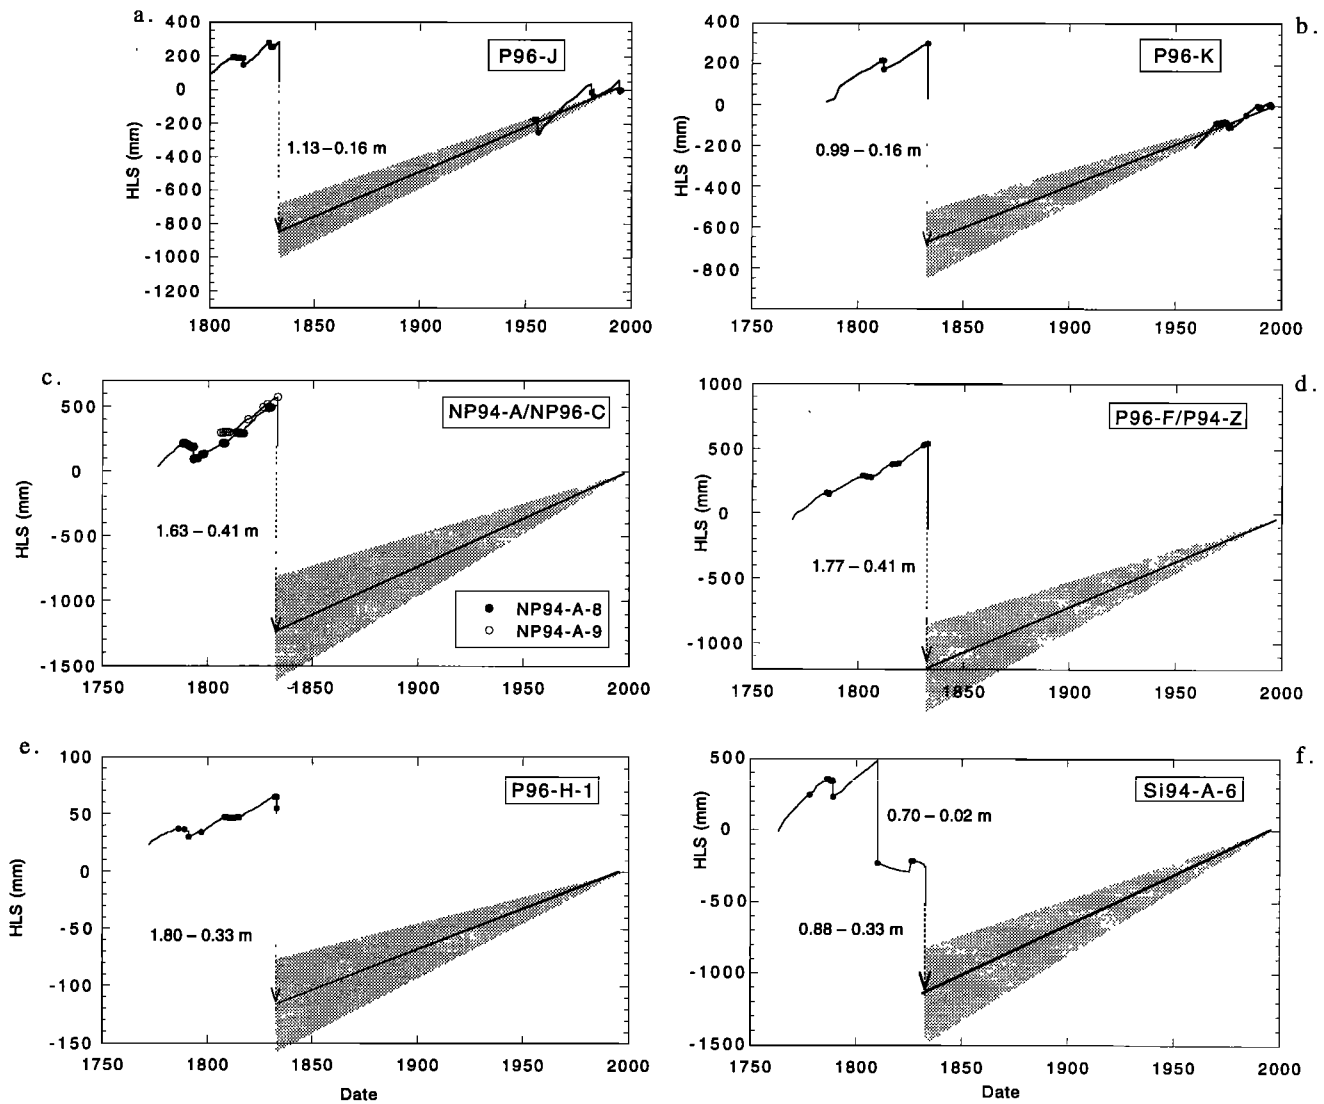 a.
400
200
0
-200
-400
-600
-800
-1000
-1200
HLS (mm)
P96-J
1.13 – 0.16 m
1800 1850 1900 1950 2000
b.
400
200
0
-200
-400
-600
-800
HLS (mm)
P96-K
0.99 – 0.16 m
1750 1800 1850 1900 1950 2000
c.
500
0
-500
-1000
-1500
HLS (mm)
NP94-A/NP96-C
1.63 – 0.41 m
NP94-A-8
NP94-A-9
1750 1800 1850 1900 1950 2000
d.
1000
500
0
-500
-1000
HLS (mm)
P96-F/P94-Z
1.77 – 0.41 m
1750 1800 1850 1900 1950 2000
e.
100
50
0
-50
-100
-150
HLS (mm)
P96-H-1
1.80 – 0.33 m
1750 1800 1850 1900 1950 2000
Date
f.
500
0
-500
-1000
-1500
HLS (mm)
Si94-A-6
0.70 – 0.02 m
0.88 – 0.33 m
1750 1800 1850 1900 1950 2000
Date